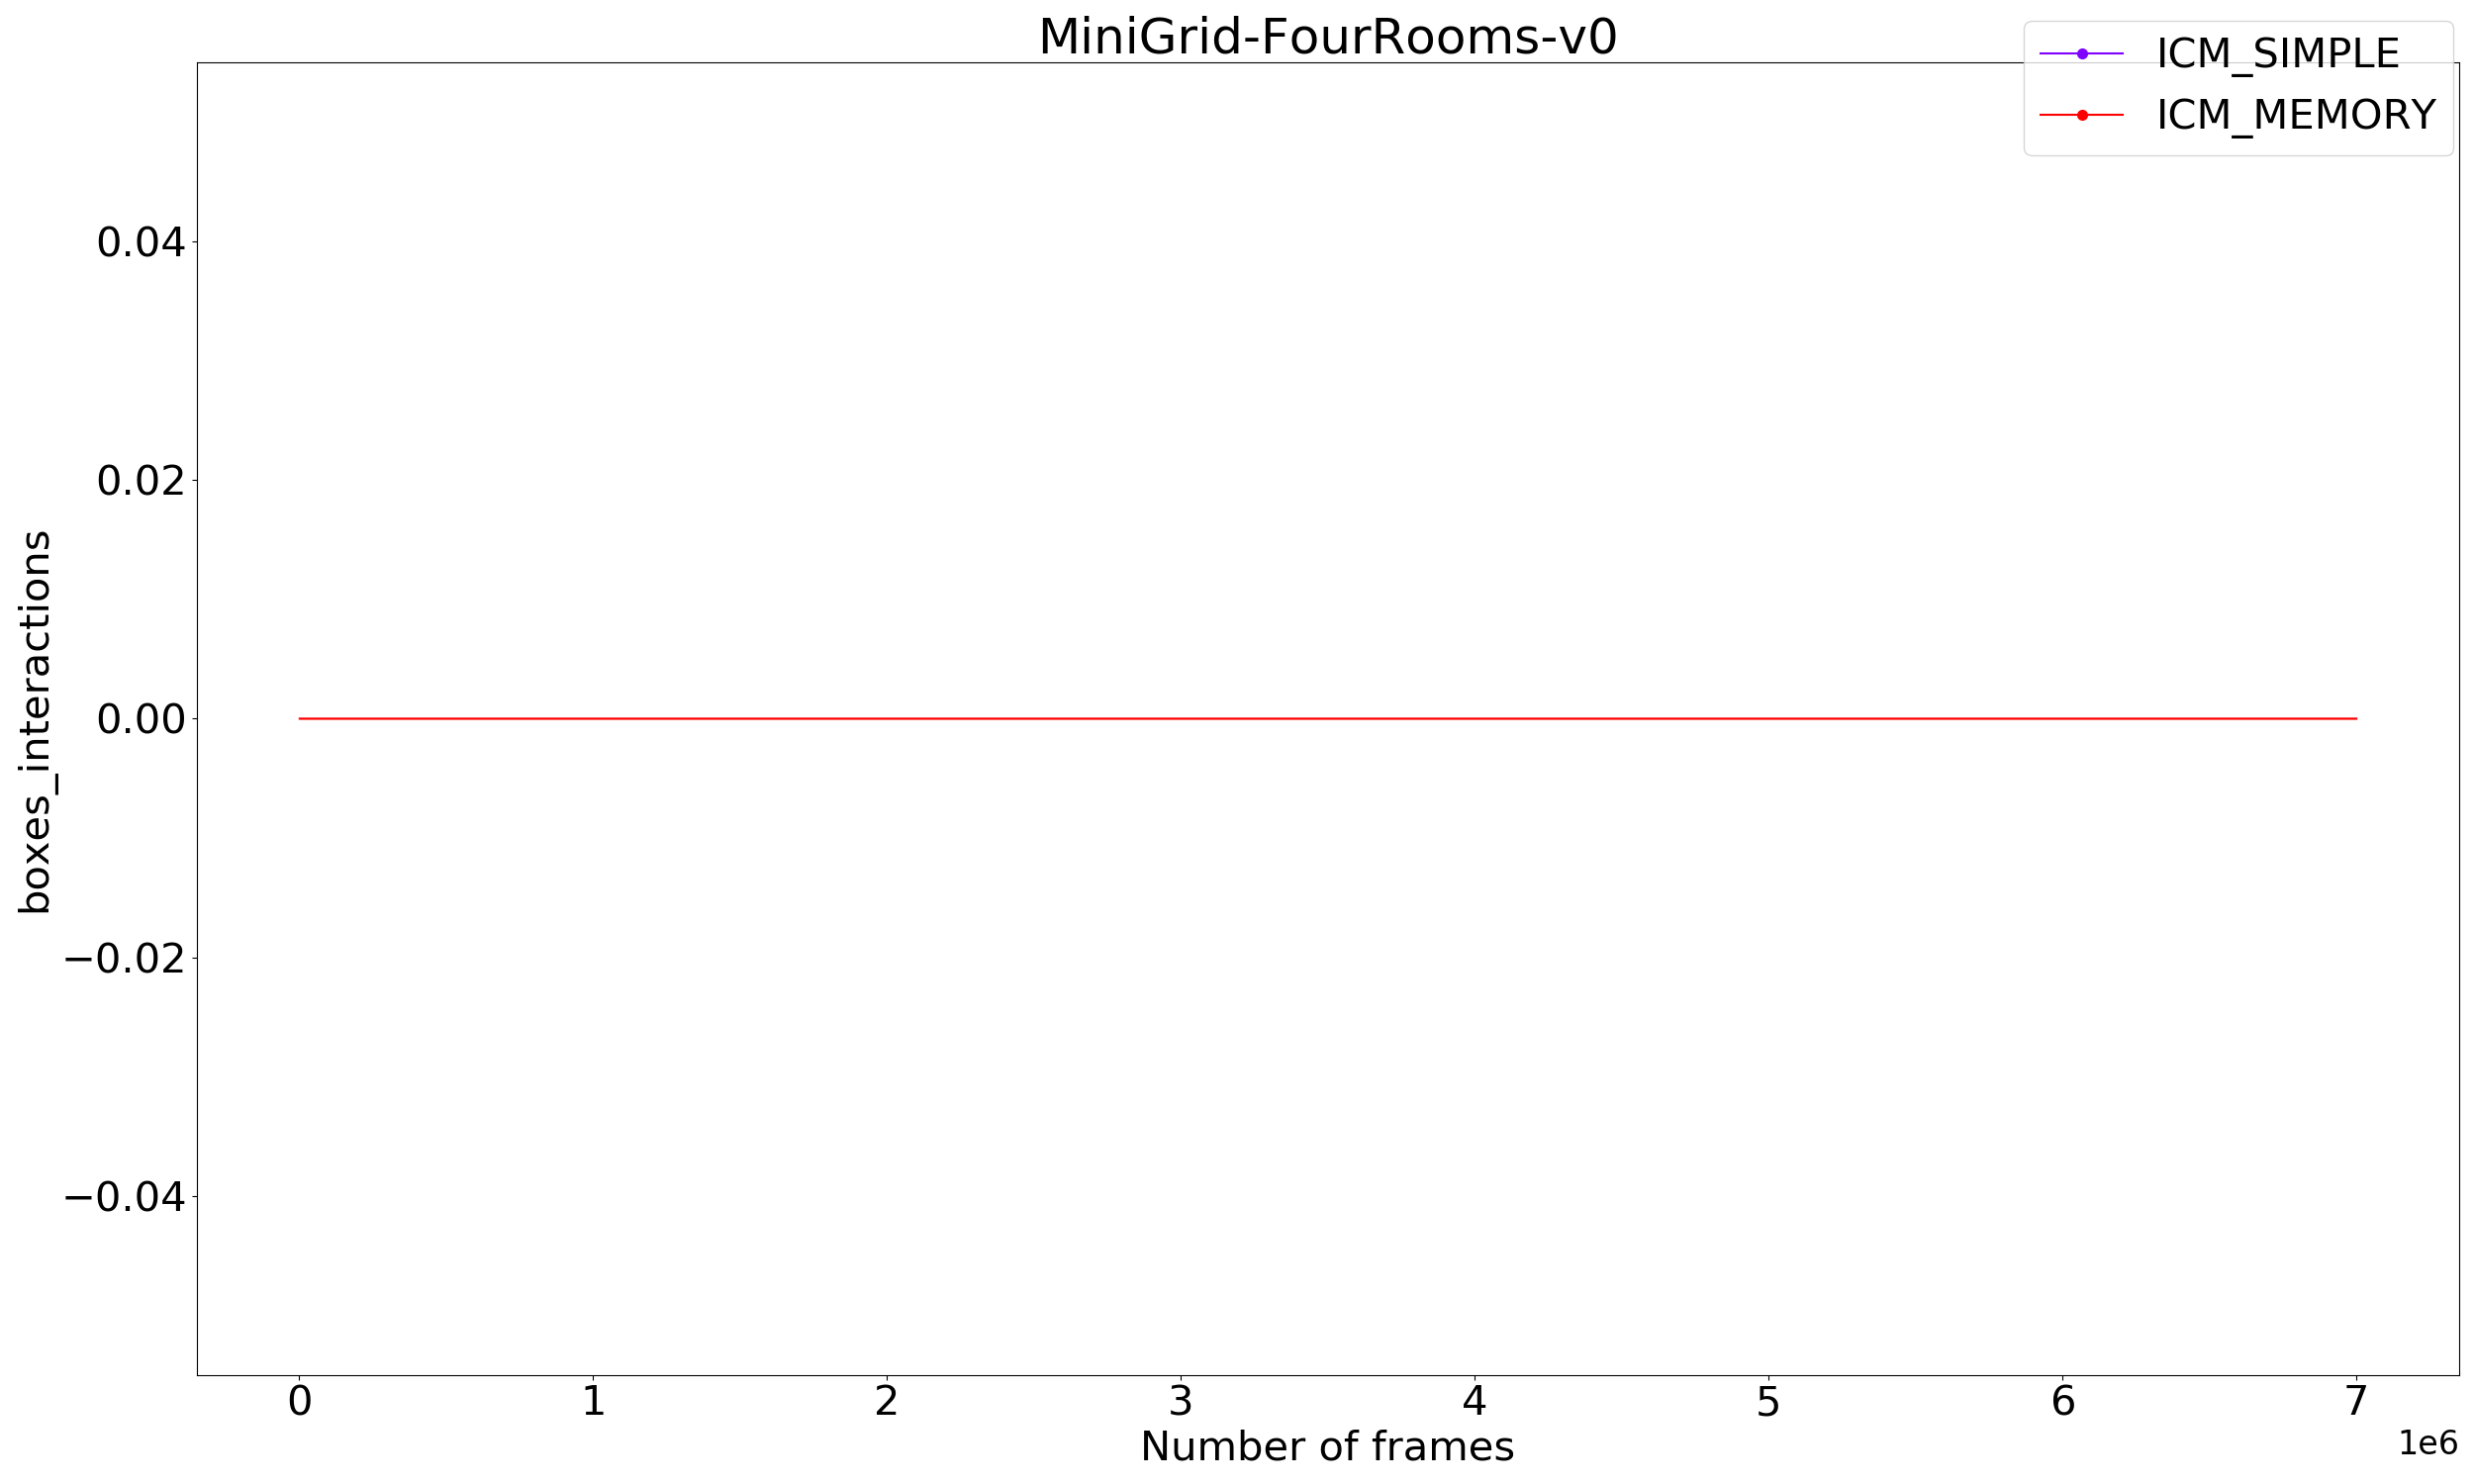 MiniGrid-FourRooms-v0
ICM_SIMPLE
ICM_MEMORY
boxes_interactions
0.04
0.02
0.00
−0.02
−0.04
0 1 2 3 4 5 6 7
1e6
Number of frames